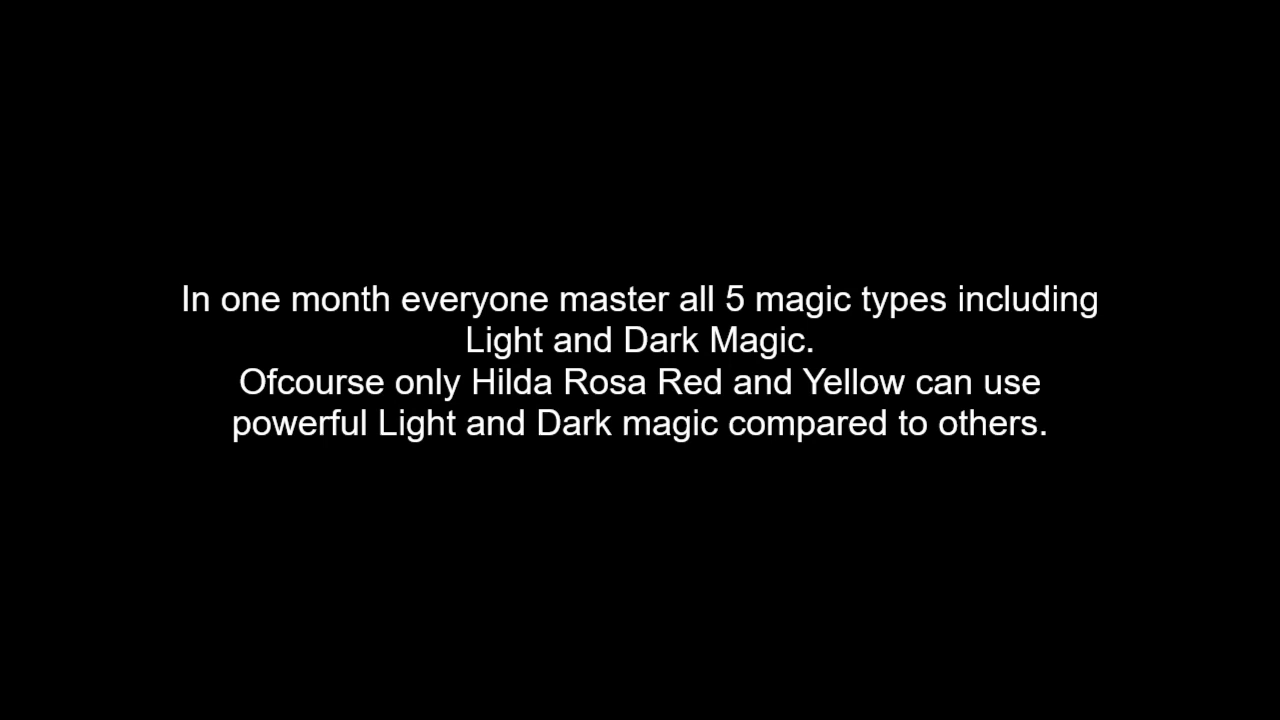 In one month everyone master all 5 magic types including
Light and Dark Magic.
Ofcourse only Hilda Rosa Red and Yellow can use
powerful Light and Dark magic compared to others.